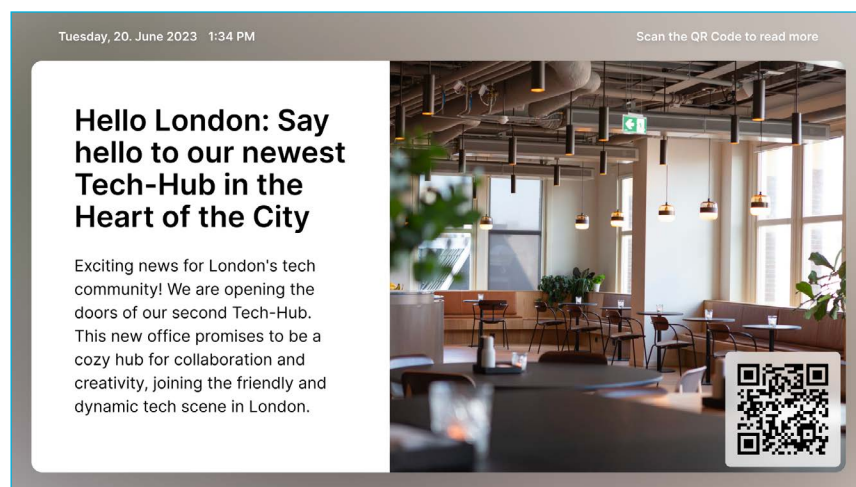 Tuesday, 20. June 2023 1:34 PM
Scan the QR Code to read more
Hello London: Say
hello to our newest
Tech-Hub in the
Heart of the City
Exciting news for London's tech
community! We are opening the
doors of our second Tech-Hub.
This new office promises to be a
cozy hub for collaboration and
creativity, joining the friendly and
dynamic tech scene in London.